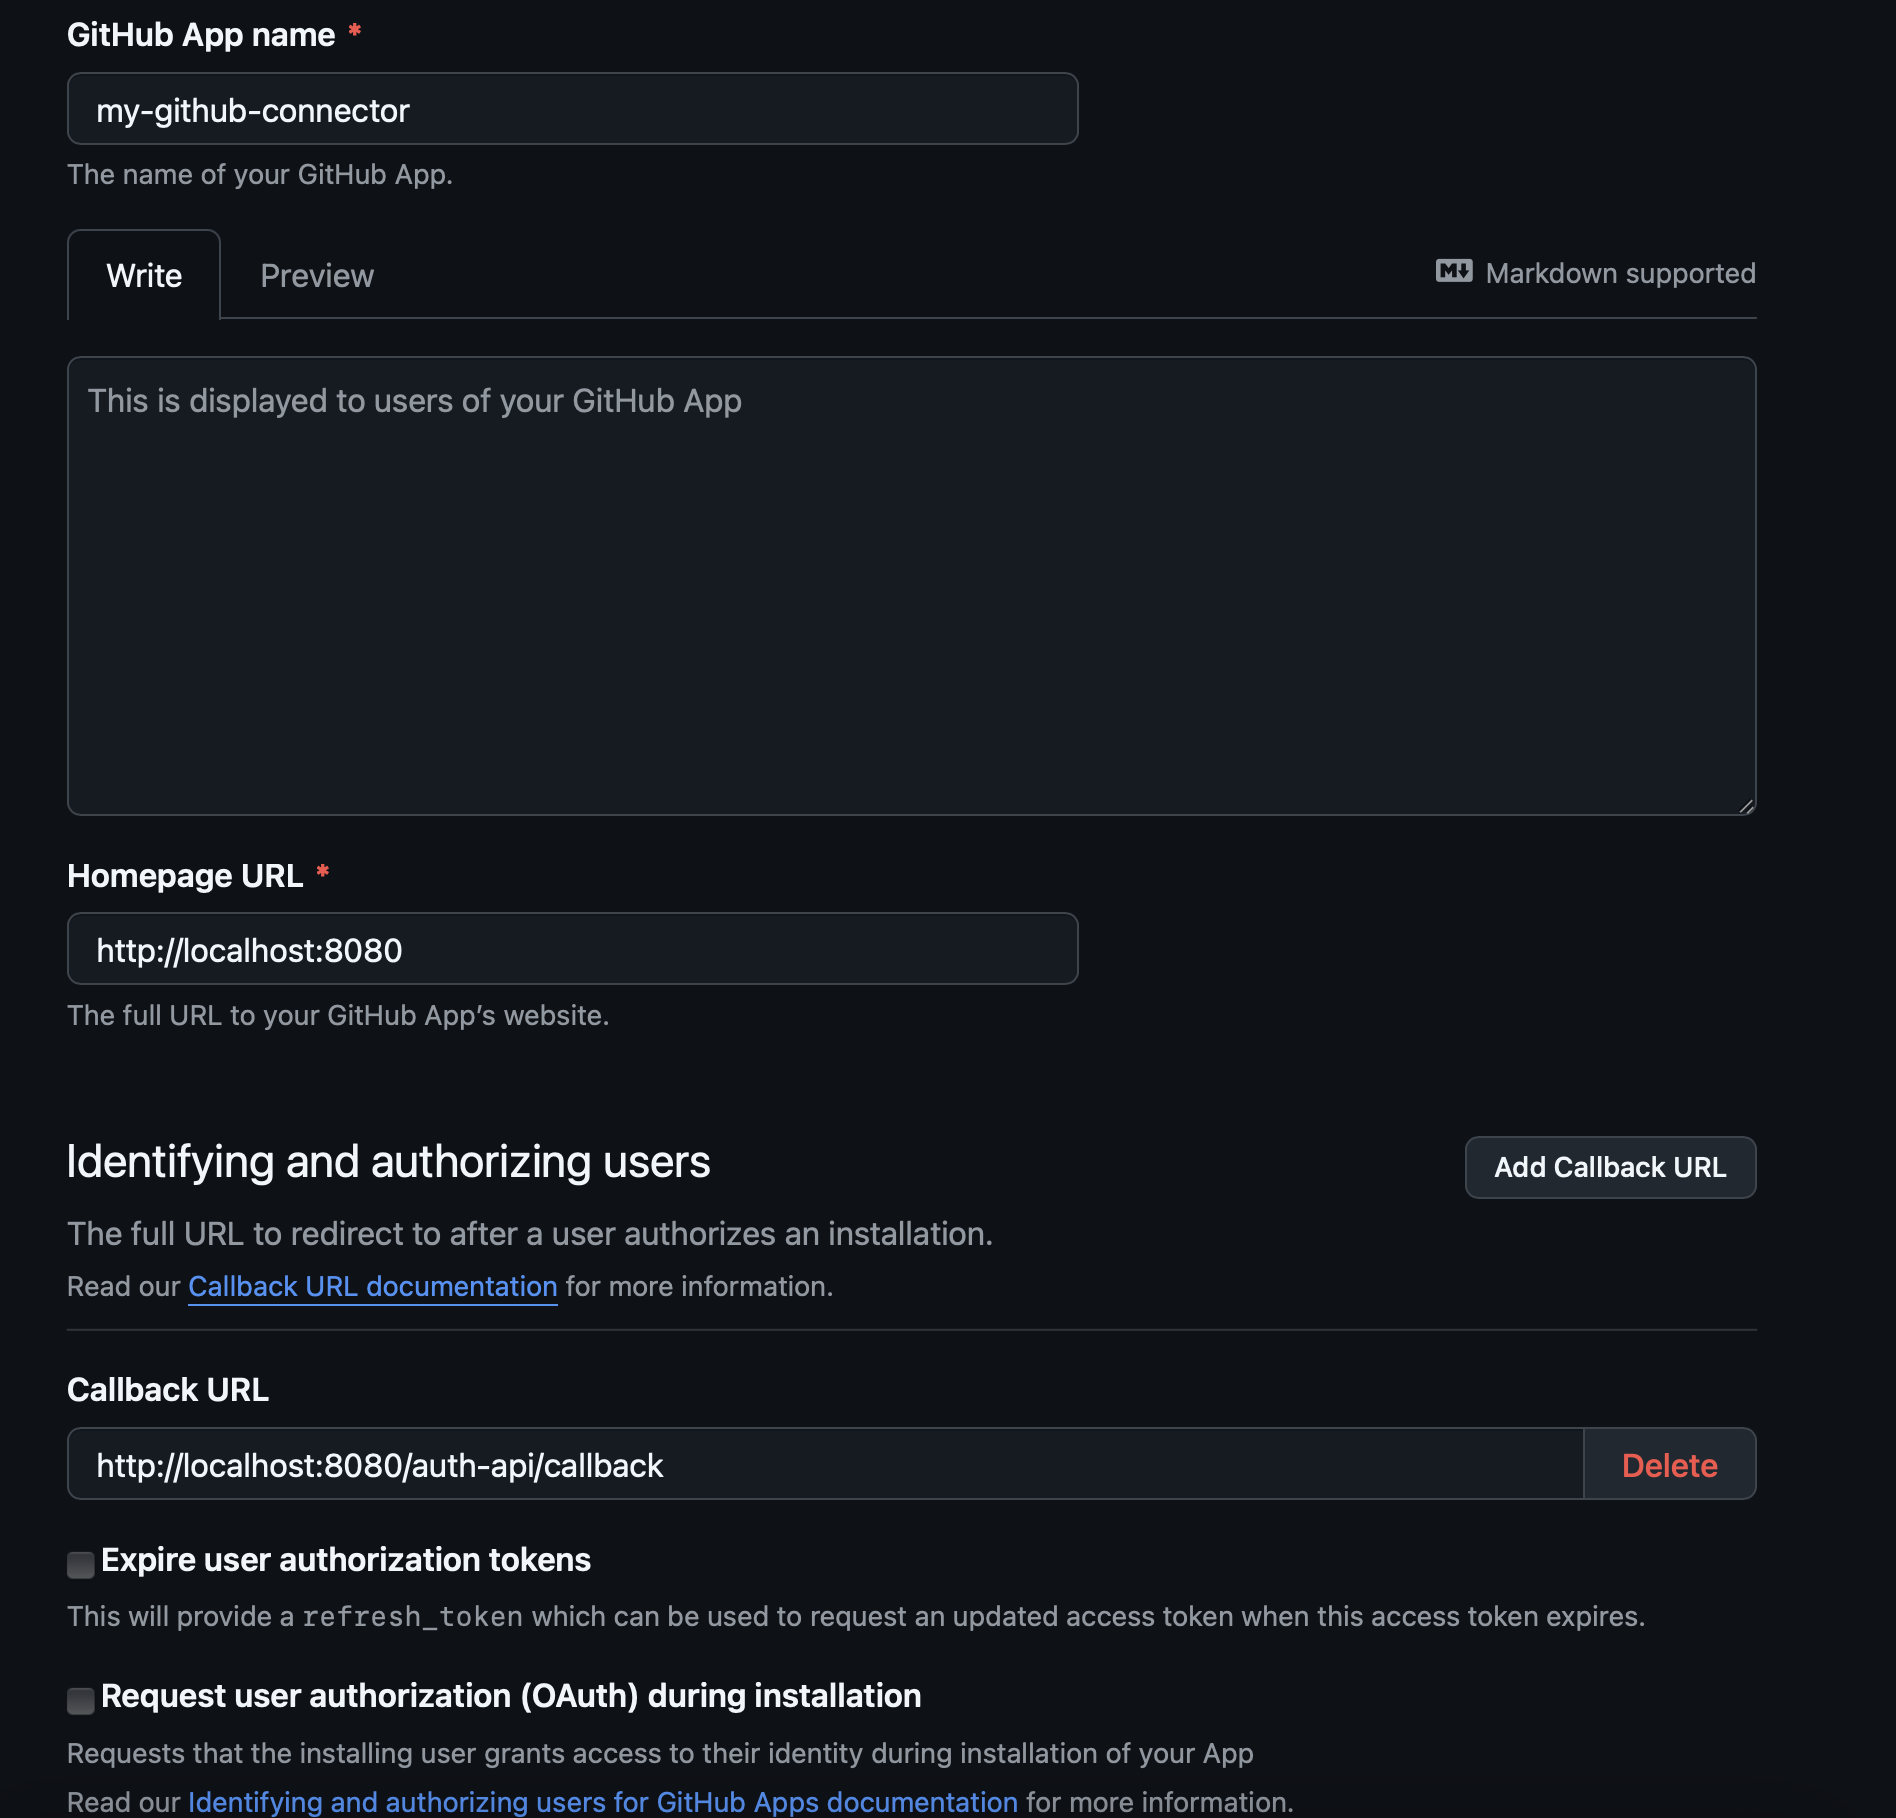 GitHub App name *
my-github-connector
The name of your GitHub App.
Write Preview Markdown supported
This is displayed to users of your GitHub App
Homepage URL *
http://localhost:8080
The full URL to your GitHub App’s website.
Identifying and authorizing users Add Callback URL
The full URL to redirect to after a user authorizes an installation.
Read our Callback URL documentation for more information.
Callback URL
http://localhost:8080/auth-api/callback Delete
Expire user authorization tokens
This will provide a refresh_token which can be used to request an updated access token when this access token expires.
Request user authorization (OAuth) during installation
Requests that the installing user grants access to their identity during installation of your App
Read our Identifying and authorizing users for GitHub Apps documentation for more information.